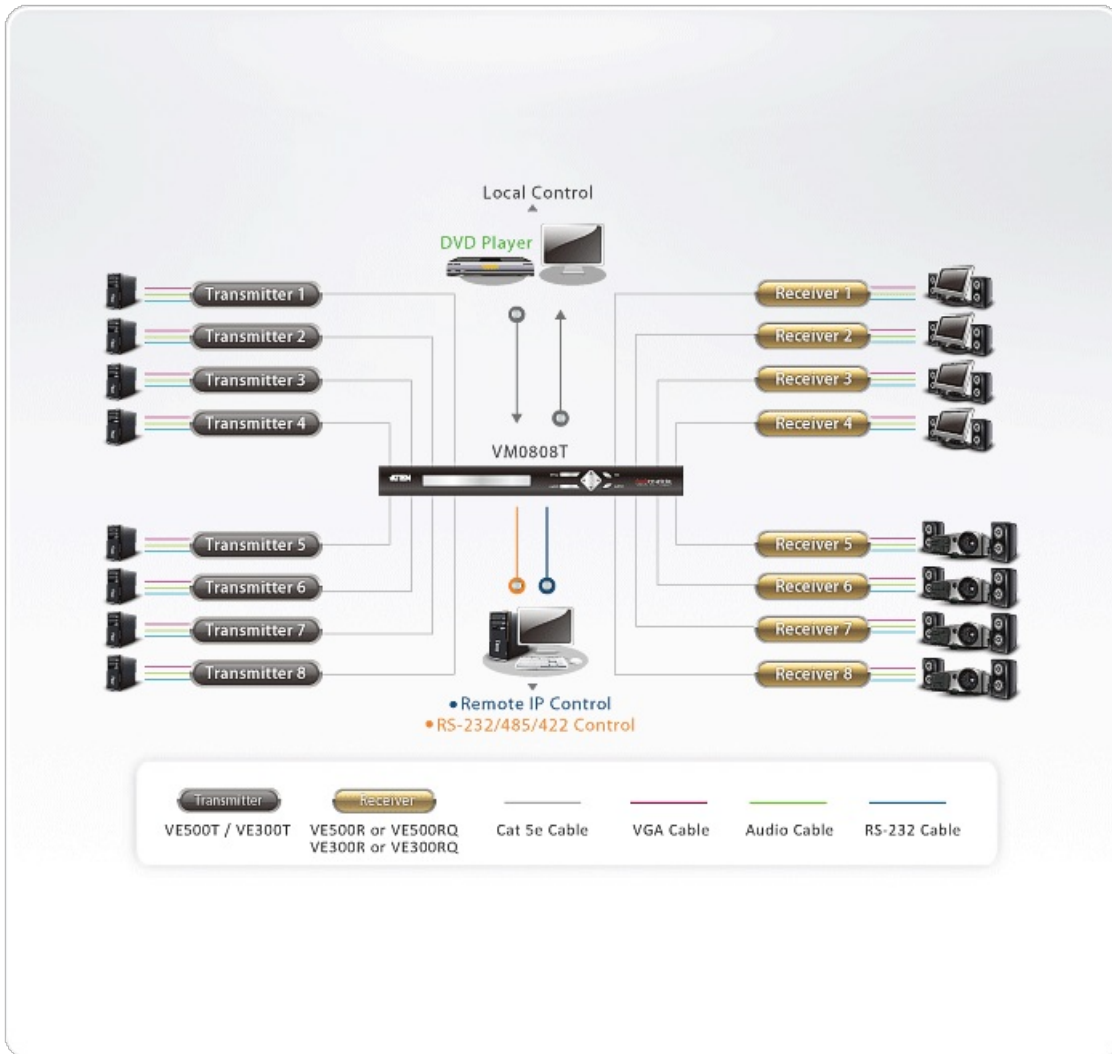 Local Control
DVD Player
Transmitter 1
Transmitter 2
Transmitter 3
Transmitter 4
Receiver 1
Receiver 2
Receiver 3
Receiver 4
VM0808T
ATEN
Transmitter 5
Transmitter 6
Transmitter 7
Transmitter 8
Receiver 5
Receiver 6
Receiver 7
Receiver 8
• Remote IP Control
• RS-232/485/422 Control
Transmitter
VE500T / VE300T
Receiver
VE500R or VE500RQ
VE300R or VE300RQ
Cat 5e Cable
VGA Cable
Audio Cable
RS-232 Cable